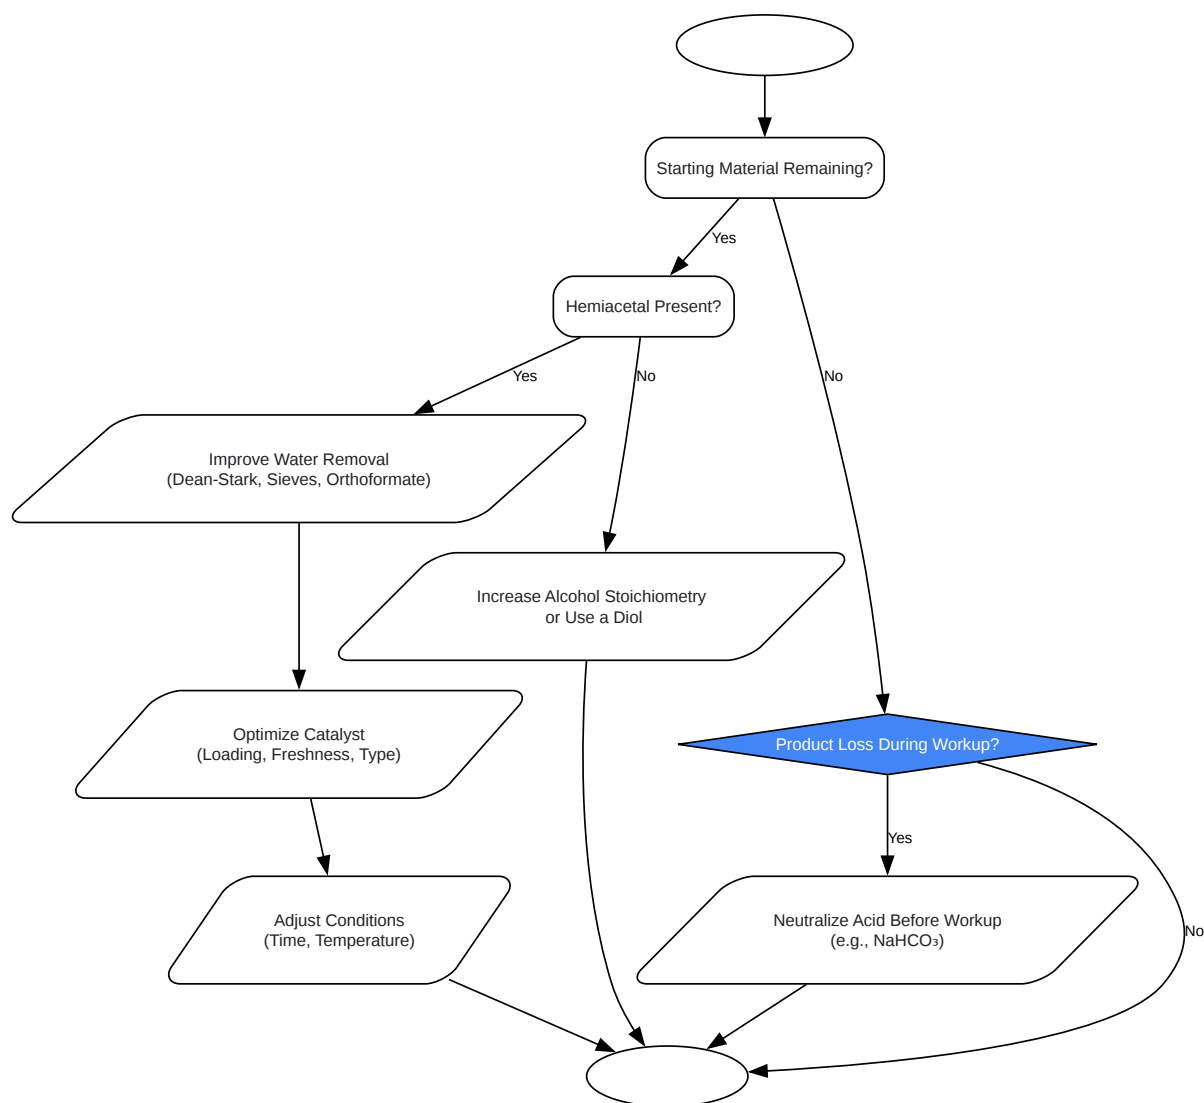 Starting Material Remaining?
Yes
Hemiacetal Present?
Yes
No
No
Improve Water Removal
(Dean-Stark, Sieves, Orthoformate)
Increase Alcohol Stoichiometry
or Use a Diol
Optimize Catalyst
(Loading, Freshness, Type)
Product Loss During Workup?
Yes
Adjust Conditions
(Time, Temperature)
Neutralize Acid Before Workup
(e.g., NaHCO₃)
No